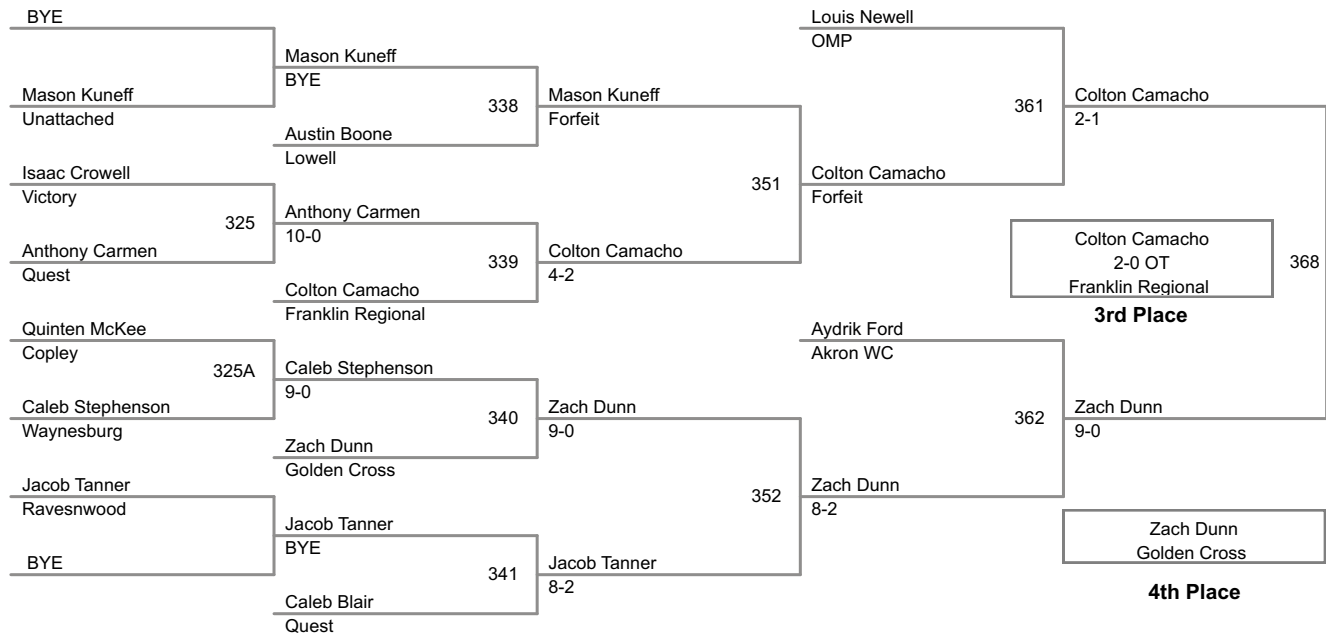 BYE
Mason Kuneff
Unattached
Isaac Crowell
Victory
325
Anthony Carmen
Quest
Quinten McKee
Copley
325A
Caleb Stephenson
Waynesburg
Jacob Tanner
Ravesnwood
BYE
Mason Kuneff
BYE
338
Austin Boone
Lowell
Anthony Carmen
10-0
339
Colton Camacho
Franklin Regional
Caleb Stephenson
9-0
340
Zach Dunn
Golden Cross
Jacob Tanner
BYE
341
Caleb Blair
Quest
Mason Kuneff
Forfeit
351
Colton Camacho
4-2
Zach Dunn
9-0
352
Jacob Tanner
8-2
Louis Newell
OMP
361
Colton Camacho
Forfeit
Aydrik Ford
Akron WC
362
Zach Dunn
8-2
Colton Camacho
2-1
Colton Camacho
2-0 OT
Franklin Regional
368
3rd Place
Zach Dunn
9-0
Zach Dunn
Golden Cross
4th Place